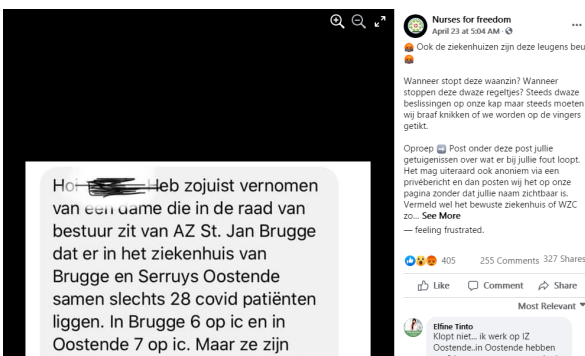 Nurses for freedom
April 23 at 5:04 AM ·
Ook de ziekenhuizen zijn deze leugens beu
Wanneer stopt deze waanzin? Wanneer
stoppen deze dwaze regeltjes? Steeds dwaze
beslissingen op onze kap maar steeds moeten
wij braaf knikken of we worden op de vingers
getikt.
Oproep ➡️ Post onder deze post jullie
getuigenissen over wat er bij jullie fout loopt.
Het mag uiteraard ook anoniem via een
privébericht en dan posten wij het op onze
pagina zonder dat jullie naam zichtbaar is.
Vermeld wel het bewuste ziekenhuis of WZC
zo... See More
— feeling frustrated.
405 255 Comments 327 Shares
Like Comment Share
Most Relevant
Elfine Tinto
Klopt niet... ik werk op IZ
Oostende..in Oostende hebben
Hoi Heb zojuist vernomen
van een dame die in de raad van
bestuur zit van AZ St. Jan Brugge
dat er in het ziekenhuis van
Brugge en Serruys Oostende
samen slechts 28 covid patiënten
liggen. In Brugge 6 op ic en in
Oostende 7 op ic. Maar ze zijn